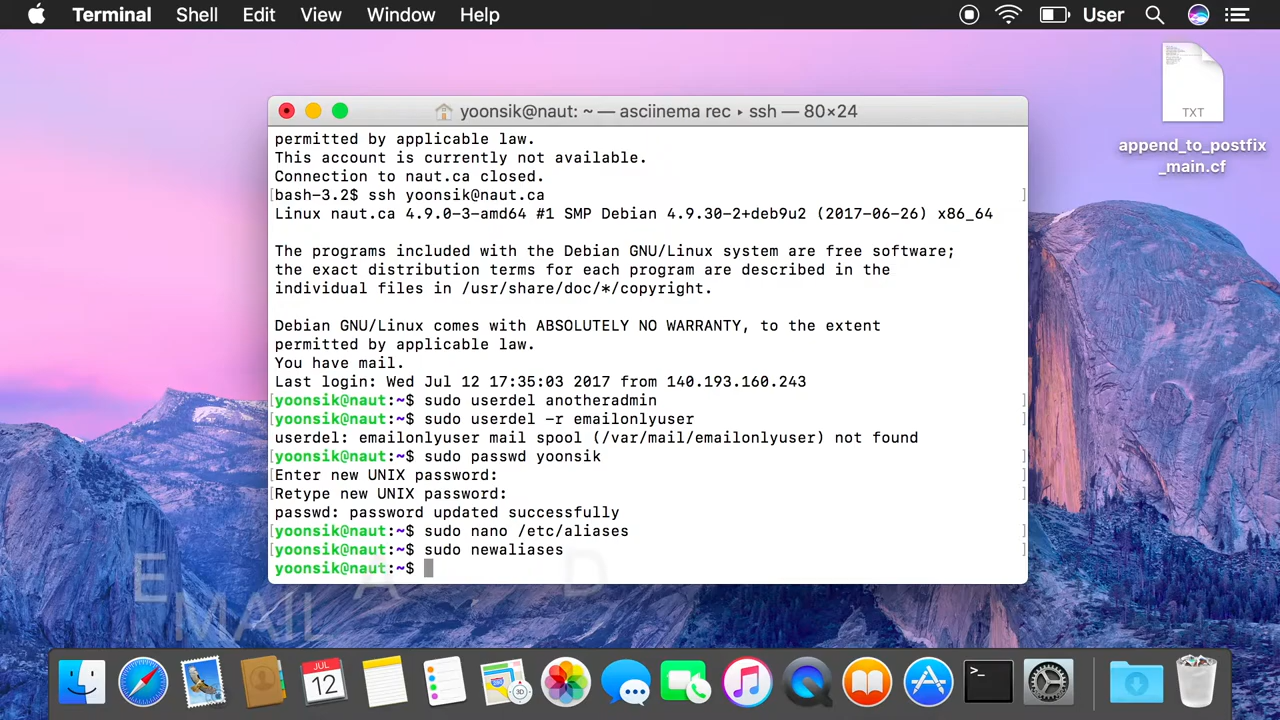 Terminal Shell Edit View Window Help User
TXT
append_to_postfix
_main.cf
yoonsik@naut: ~ — asciinema rec ▸ ssh — 80×24
permitted by applicable law.
This account is currently not available.
Connection to naut.ca closed.
[bash-3.2$ ssh yoonsik@naut.ca ]
Linux naut.ca 4.9.0-3-amd64 #1 SMP Debian 4.9.30-2+deb9u2 (2017-06-26) x86_64
The programs included with the Debian GNU/Linux system are free software;
the exact distribution terms for each program are described in the
individual files in /usr/share/doc/*/copyright.
Debian GNU/Linux comes with ABSOLUTELY NO WARRANTY, to the extent
permitted by applicable law.
You have mail.
Last login: Wed Jul 12 17:35:03 2017 from 140.193.160.243
[yoonsik@naut:~$ sudo userdel anotheradmin ]
[yoonsik@naut:~$ sudo userdel -r emailonlyuser ]
userdel: emailonlyuser mail spool (/var/mail/emailonlyuser) not found
[yoonsik@naut:~$ sudo passwd yoonsik ]
[Enter new UNIX password: ]
[Retype new UNIX password: ]
passwd: password updated successfully
[yoonsik@naut:~$ sudo nano /etc/aliases ]
[yoonsik@naut:~$ sudo newaliases ]
yoonsik@naut:~$
E A D
MAIL
JUL
12
3D
>_